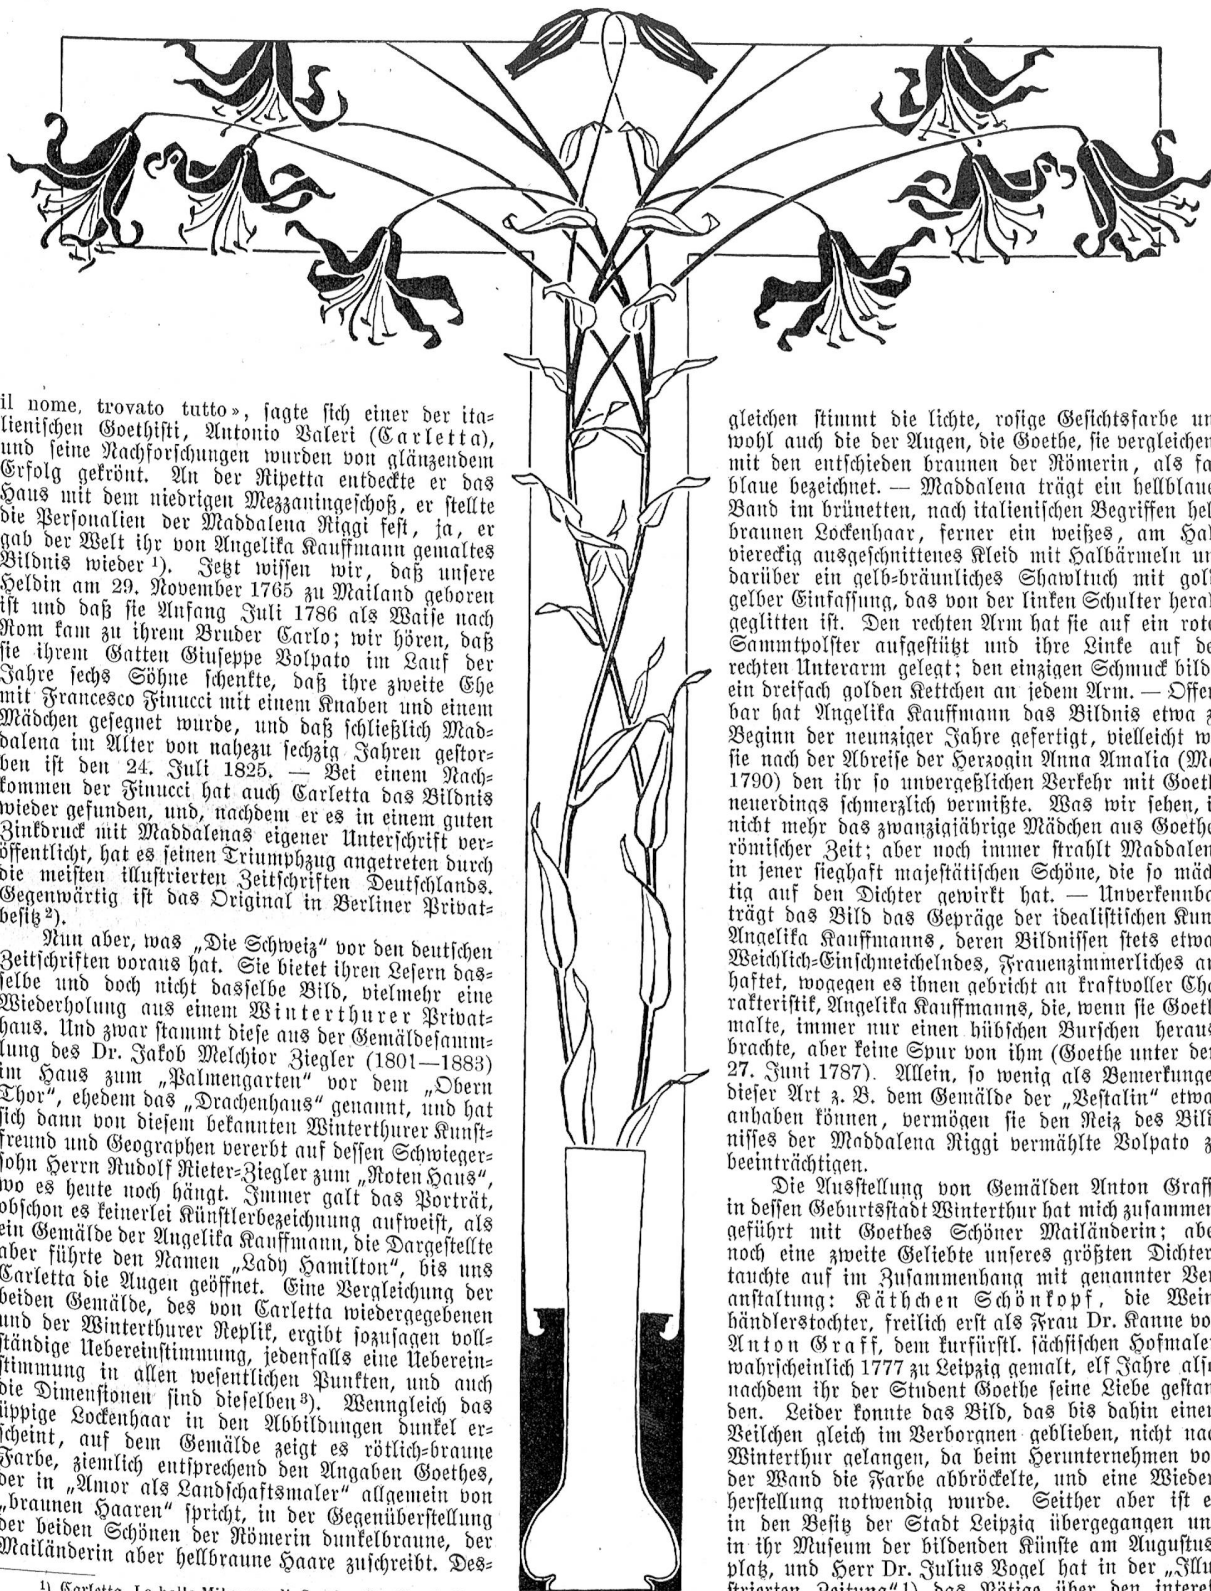 il nome, trovato tutto», sagte sich einer der ita=
lienischen Goethisti, Antonio Valeri (Carletta),
und seine Nachforschungen wurden von glänzendem
Erfolg gekrönt. An der Ripetta entdeckte er das
Haus mit dem niedrigen Mezzaningeschoß, er stellte
die Personalien der Maddalena Riggi fest, ja, er
gab der Welt ihr von Angelika Kauffmann gemaltes
Bildnis wieder ¹). Jetzt wissen wir, daß unsere
Heldin am 29. November 1765 zu Mailand geboren
ist und daß sie Anfang Juli 1786 als Waise nach
Rom kam zu ihrem Bruder Carlo; wir hören, daß
sie ihrem Gatten Giuseppe Volpato im Lauf der
Jahre sechs Söhne schenkte, daß ihre zweite Ehe
mit Francesco Finucci mit einem Knaben und einem
Mädchen gesegnet wurde, und daß schließlich Mad=
dalena im Alter von nahezu sechzig Jahren gestor=
ben ist den 24. Juli 1825. — Bei einem Nach=
kommen der Finucci hat auch Carletta das Bildnis
wieder gefunden, und, nachdem er es in einem guten
Zinkdruck mit Maddalenas eigener Unterschrift ver=
öffentlicht, hat es seinen Triumphzug angetreten durch
die meisten illustrierten Zeitschriften Deutschlands.
Gegenwärtig ist das Original in Berliner Privat=
besitz ²).
Nun aber, was „Die Schweiz“ vor den deutschen
Zeitschriften voraus hat. Sie bietet ihren Lesern das=
selbe und doch nicht dasselbe Bild, vielmehr eine
Wiederholung aus einem Winterthurer Privat=
haus. Und zwar stammt diese aus der Gemäldesamm=
lung des Dr. Jakob Melchior Ziegler (1801—1883)
im Haus zum „Palmengarten“ vor dem „Obern
Thor“, ehedem das „Drachenhaus“ genannt, und hat
sich dann von diesem bekannten Winterthurer Kunst=
freund und Geographen vererbt auf dessen Schwieger=
sohn Herrn Rudolf Rieter=Ziegler zum „Roten Haus“,
wo es heute noch hängt. Immer galt das Porträt,
obschon es keinerlei Künstlerbezeichnung aufweist, als
ein Gemälde der Angelika Kauffmann, die Dargestellte
aber führte den Namen „Lady Hamilton“, bis uns
Carletta die Augen geöffnet. Eine Vergleichung der
beiden Gemälde, des von Carletta wiedergegebenen
und der Winterthurer Replik, ergibt sozusagen voll=
ständige Uebereinstimmung, jedenfalls eine Ueberein=
stimmung in allen wesentlichen Punkten, und auch
die Dimensionen sind dieselben ³). Wenngleich das
üppige Lockenhaar in den Abbildungen dunkel er=
scheint, auf dem Gemälde zeigt es rötlich=braune
Farbe, ziemlich entsprechend den Angaben Goethes,
der in „Amor als Landschaftsmaler“ allgemein von
„braunen Haaren“ spricht, in der Gegenüberstellung
der beiden Schönen der Römerin dunkelbraune, der
Mailänderin aber hellbraune Haare zuschreibt. Des=
¹) Carletta, La bella
gleichen stimmt die lichte, rosige Gesichtsfarbe un
wohl auch die der Augen, die Goethe, sie vergleichen
mit den entschieden braunen der Römerin, als fa
blaue bezeichnet. — Maddalena trägt ein hellblaue
Band im brünetten, nach italienischen Begriffen hel
braunen Lockenhaar, ferner ein weißes, am Hal
viereckig ausgeschnittenes Kleid mit Halbärmeln un
darüber ein gelb=bräunliches Shawltuch mit gol
gelber Einfassung, das von der linken Schulter hera
geglitten ist. Den rechten Arm hat sie auf ein rote
Sammtpolster aufgestützt und ihre Linke auf de
rechten Unterarm gelegt; den einzigen Schmuck bild
ein dreifach golden Kettchen an jedem Arm. — Offen
bar hat Angelika Kauffmann das Bildnis etwa z
Beginn der neunziger Jahre gefertigt, vielleicht w
sie nach der Abreise der Herzogin Anna Amalia (Ma
1790) den ihr so unvergeßlichen Verkehr mit Goeth
neuerdings schmerzlich vermißte. Was wir sehen, i
nicht mehr das zwanzigjährige Mädchen aus Goethe
römischer Zeit; aber noch immer strahlt Maddalen
in jener sieghaft majestätischen Schöne, die so mäch
tig auf den Dichter gewirkt hat. — Unverkennba
trägt das Bild das Gepräge der idealistischen Kun
Angelika Kauffmanns, deren Bildnissen stets etwa
Weichlich=Einschmeichelndes, Frauenzimmerliches an
haftet, wogegen es ihnen gebricht an kraftvoller Cha
rakteristik, Angelika Kauffmanns, die, wenn sie Goeth
malte, immer nur einen hübschen Burschen heraus
brachte, aber keine Spur von ihm (Goethe unter dem
27. Juni 1787). Allein, so wenig als Bemerkunge
dieser Art z. B. dem Gemälde der „Vestalin“ etwa
anhaben können, vermögen sie den Reiz des Bild
nisses der Maddalena Riggi vermählte Volpato z
beeinträchtigen.
Die Ausstellung von Gemälden Anton Graff
in dessen Geburtsstadt Winterthur hat mich zusammen
geführt mit Goethes Schöner Mailänderin; abe
noch eine zweite Geliebte unseres größten Dichter
tauchte auf im Zusammenhang mit genannter Ver
anstaltung: Käthchen Schönkopf, die Wein
händlerstochter, freilich erst als Frau Dr. Kanne vo
Anton Graff, dem kurfürstl. sächsischen Hofmaler
wahrscheinlich 1777 zu Leipzig gemalt, elf Jahre also
nachdem ihr der Student Goethe seine Liebe gestan
den. Leider konnte das Bild, das bis dahin einem
Veilchen gleich im Verborgnen geblieben, nicht nach
Winterthur gelangen, da beim Herunternehmen vo
der Wand die Farbe abbröckelte, und eine Wieder
herstellung notwendig wurde. Seither aber ist e
in den Besitz der Stadt Leipzig übergegangen un
in ihr Museum der bildenden Künste am Augustus
platz, und Herr Dr. Julius Vogel hat in der „Illu
strierten Zeitung“ ¹) das Nötige über den interes